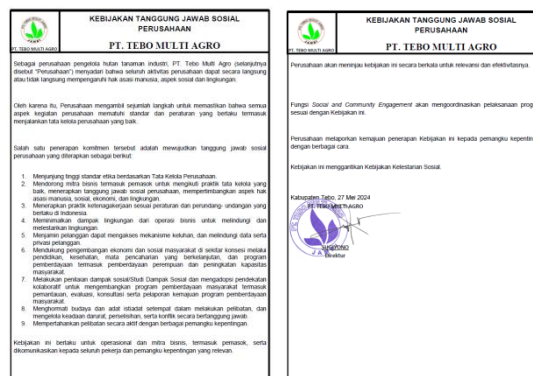 KEBIJAKAN TANGGUNG JAWAB SOSIAL
PERUSAHAAN
PT. TEBO MULTI AGRO
PT. TEBO MULTI AGRO
Sebagai perusahaan pengelola hutan tanaman industri, PT. Tebo Multi Agro (selanjutnya
disebut "Perusahaan") menyadari bahwa seluruh aktivitas perusahaan dapat secara langsung
atau tidak langsung mempengaruhi hak asasi manusia, aspek sosial dan lingkungan.
Oleh karena itu, Perusahaan mengambil sejumlah langkah untuk memastikan bahwa semua
aspek kegiatan perusahaan mematuhi standar dan peraturan yang berlaku termasuk
menjalankan tata kelola perusahaan yang baik.
Salah satu penerapan komitmen tersebut adalah mewujudkan tanggung jawab sosial
perusahaan yang diterapkan sebagai berikut:
1. Menjunjung tinggi standar etika berdasarkan Tata Kelola Perusahaan.
2. Mendorong mitra bisnis termasuk pemasok untuk mengikuti praktik tata kelola yang
baik, menerapkan tanggung jawab sosial perusahaan, mempertimbangkan aspek hak
asasi manusia, sosial, ekonomi, dan lingkungan.
3. Menerapkan praktik ketenagakerjaan sesuai peraturan dan perundang- undangan yang
berlaku di Indonesia.
4. Meminimalkan dampak lingkungan dari operasi bisnis untuk melindungi dan
melestarikan lingkungan.
5. Menjamin pelanggan dapat mengakses mekanisme keluhan, dan melindungi data serta
privasi pelanggan.
6. Mendukung pengembangan ekonomi dan sosial masyarakat di sekitar konsesi melalui
pendidikan, kesehatan, mata pencaharian yang berkelanjutan, dan program
pemberdayaan termasuk pemberdayaan perempuan dan peningkatan kapasitas
masyarakat.
7. Melakukan penilaian dampak sosial/Studi Dampak Sosial dan mengadopsi pendekatan
kolaboratif untuk mengembangkan program pemberdayaan masyarakat termasuk
pemantauan, evaluasi, konsultasi serta pelaporan kemajuan program pemberdayaan
masyarakat.
8. Menghormati budaya dan adat istiadat setempat dalam melakukan pelibatan, dan
mengelola keadaan darurat, perselisihan, serta konflik secara bertanggung jawab.
9. Mempertahankan pelibatan secara aktif dengan berbagai pemangku kepentingan.
Kebijakan ini berlaku untuk operasional dan mitra bisnis, termasuk pemasok, serta
dikomunikasikan kepada seluruh pekerja dan pemangku kepentingan yang relevan.
KEBIJAKAN TANGGUNG JAWAB SOSIAL
PERUSAHAAN
PT. TEBO MULTI AGRO
PT. TEBO MULTI AGRO
Perusahaan akan meninjau kebijakan ini secara berkala untuk relevansi dan efektivitasnya.
Fungsi Social and Community Engagement akan mengoordinasikan pelaksanaan prog
sesuai dengan Kebijakan ini.
Perusahaan melaporkan kemajuan penerapan Kebijakan ini kepada pemangku kepenting
dengan berbagai cara.
Kebijakan ini menggantikan Kebijakan Kelestarian Sosial.
Kabupaten Tebo, 27 Mei 2024
PT. TEBO MULTI AGRO
Direktur